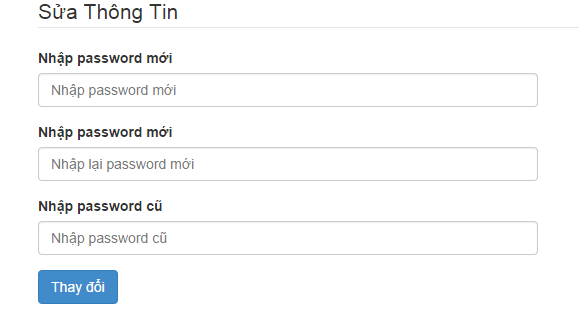 Sửa Thông Tin
Nhập password mới
Nhập password mới
Nhập password mới
Nhập lại password mới
Nhập password cũ
Nhập password cũ
Thay đổi